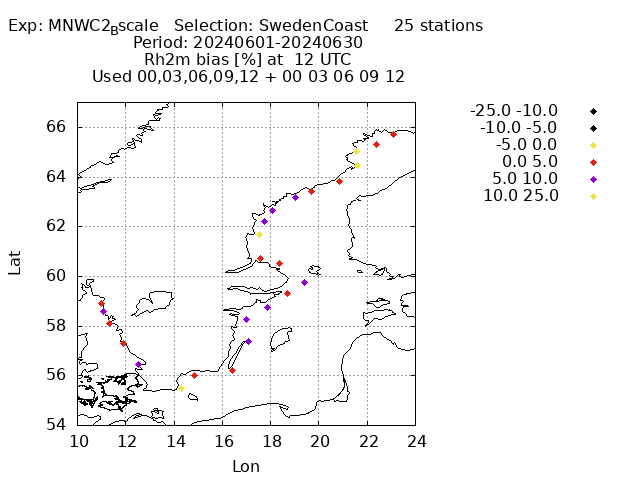 Exp: MNWC2Bscale   Selection: SwedenCoast     25 stations
Period: 20240601-20240630
Rh2m bias [%] at  12 UTC
Used 00,03,06,09,12 + 00 03 06 09 12
-25.0 -10.0
-10.0 -5.0
-5.0 0.0
0.0 5.0
5.0 10.0
10.0 25.0
66
64
62
60
58
56
54
Lat
10 12 14 16 18 20 22 24
Lon